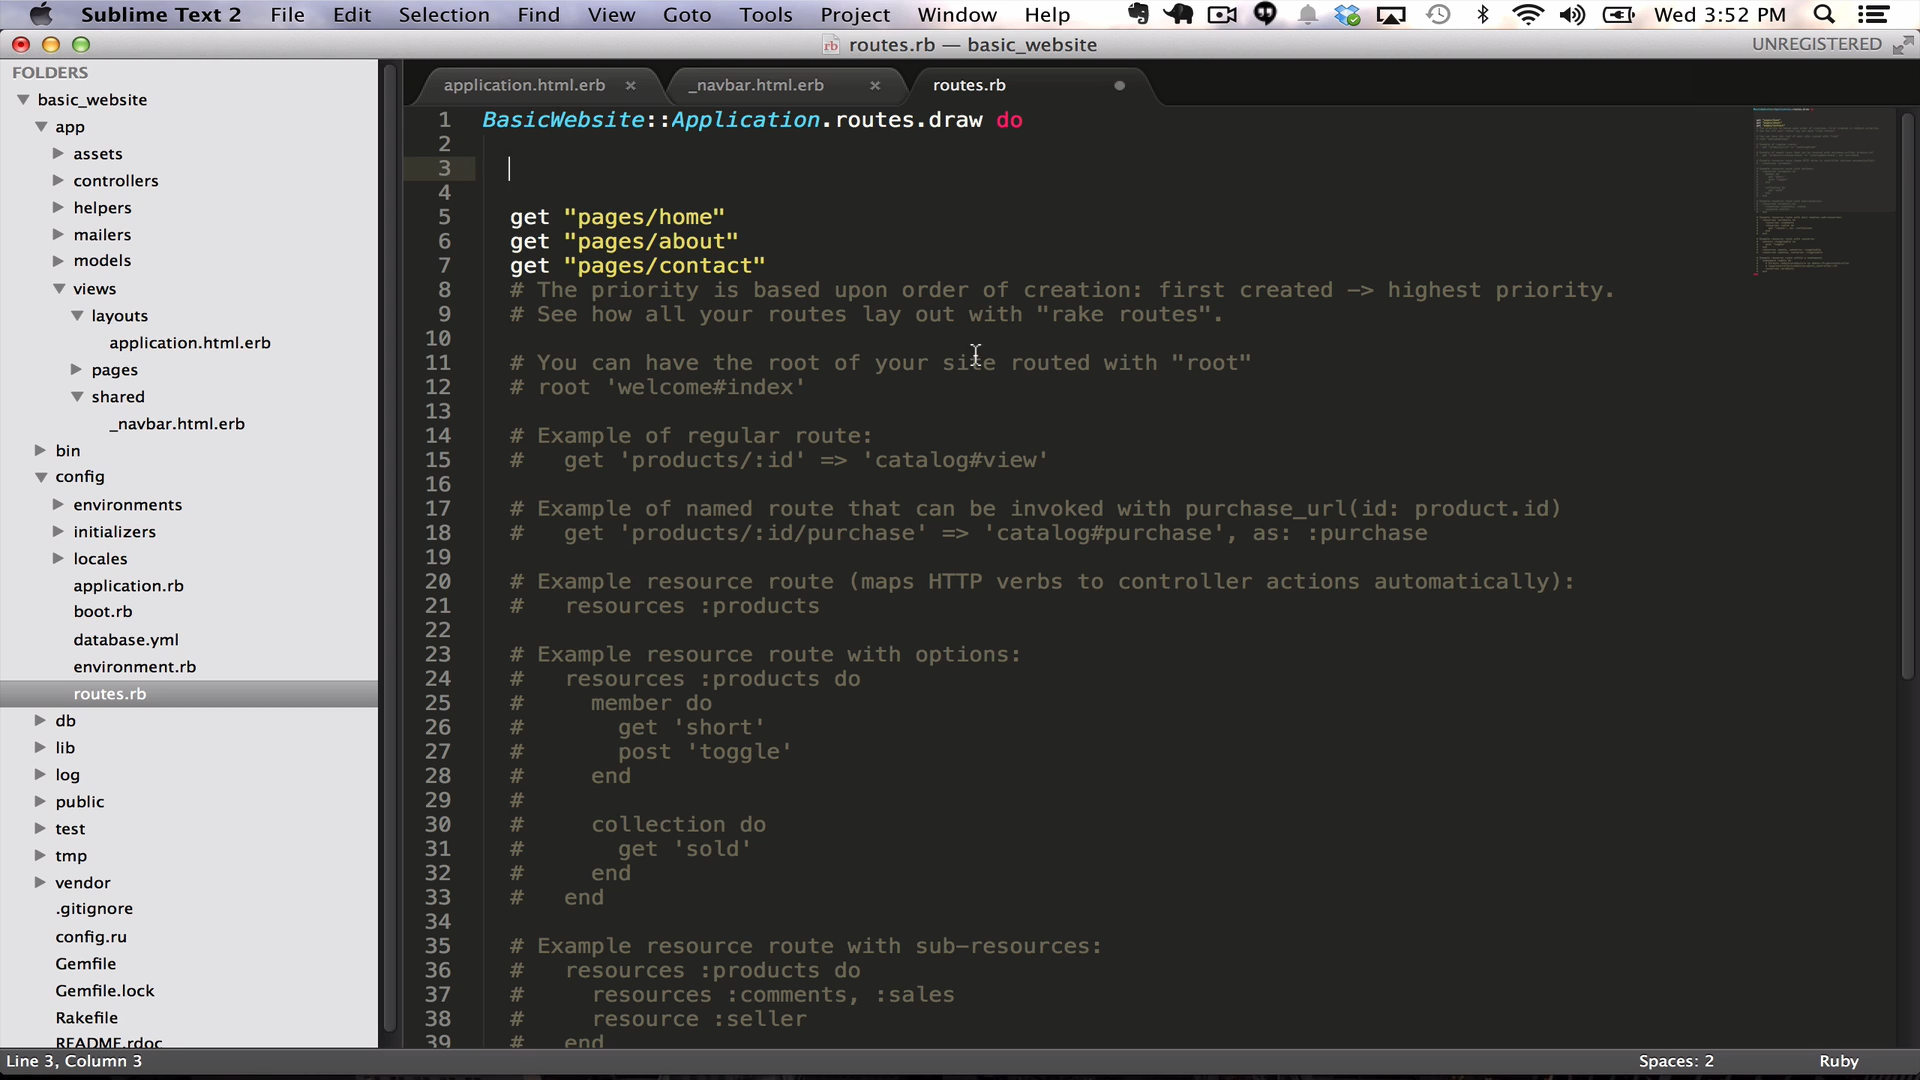 Sublime Text 2 File Edit Selection Find View Goto Tools Project Window Help Wed 3:52 PM
rb routes.rb — basic_website UNREGISTERED
FOLDERS
basic_website
app
assets
controllers
helpers
mailers
models
views
layouts
application.html.erb
pages
shared
_navbar.html.erb
bin
config
environments
initializers
locales
application.rb
boot.rb
database.yml
environment.rb
routes.rb
db
lib
log
public
test
tmp
vendor
.gitignore
config.ru
Gemfile
Gemfile.lock
Rakefile
README.rdoc
application.html.erb × _navbar.html.erb × routes.rb
1 BasicWebsite::Application.routes.draw do
2
3
4
5 get "pages/home"
6 get "pages/about"
7 get "pages/contact"
8 # The priority is based upon order of creation: first created -> highest priority.
9 # See how all your routes lay out with "rake routes".
10
11 # You can have the root of your site routed with "root"
12 # root 'welcome#index'
13
14 # Example of regular route:
15 #   get 'products/:id' => 'catalog#view'
16
17 # Example of named route that can be invoked with purchase_url(id: product.id)
18 #   get 'products/:id/purchase' => 'catalog#purchase', as: :purchase
19
20 # Example resource route (maps HTTP verbs to controller actions automatically):
21 #   resources :products
22
23 # Example resource route with options:
24 #   resources :products do
25 #     member do
26 #       get 'short'
27 #       post 'toggle'
28 #     end
29 #
30 #     collection do
31 #       get 'sold'
32 #     end
33 #   end
34
35 # Example resource route with sub-resources:
36 #   resources :products do
37 #     resources :comments, :sales
38 #     resource :seller
39 #   end
Line 3, Column 3 Spaces: 2 Ruby